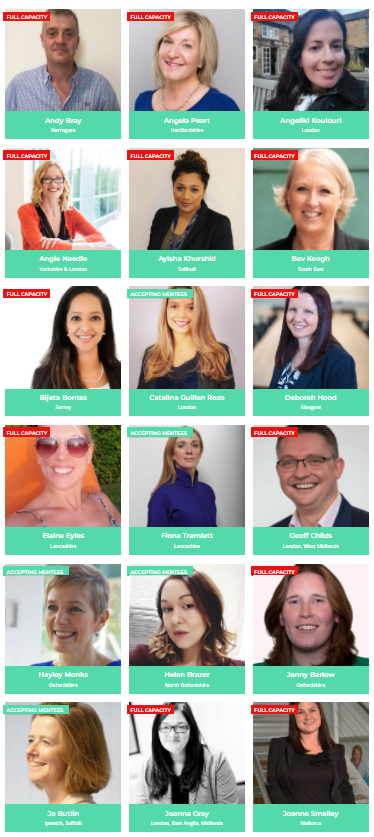 FULL CAPACITY
FULL CAPACITY
FULL CAPACITY
Andy Bray
Angela Peart
Angeliki Koulouri
Harrogate
Hertfordshire
London
FULL CAPACITY
FULL CAPACITY
FULL CAPACITY
Angie Needle
Ayisha Khurshid
Bev Keogh
Yorkshire & London
Solihull
South East
FULL CAPACITY
ACCEPTING MENTEES
FULL CAPACITY
Bijeta Bontes
Catalina Guillen Rozo
Deborah Hood
Surrey
London
Glasgow
FULL CAPACITY
ACCEPTING MENTEES
FULL CAPACITY
Elaine Eyles
Fiona Tremlett
Geoff Childs
Lancashire
Lancashire
London, West Midlands
ACCEPTING MENTEES
ACCEPTING MENTEES
FULL CAPACITY
Hayley Monks
Helen Brazer
Jenny Barlow
Oxfordshire
North Oxfordshire
Oxfordshire
ACCEPTING MENTEES
FULL CAPACITY
FULL CAPACITY
Jo Butlin
Joanna Gray
Joanne Smalley
Ipswich, Suffolk
London, East Anglia, Midlands
Mallorca